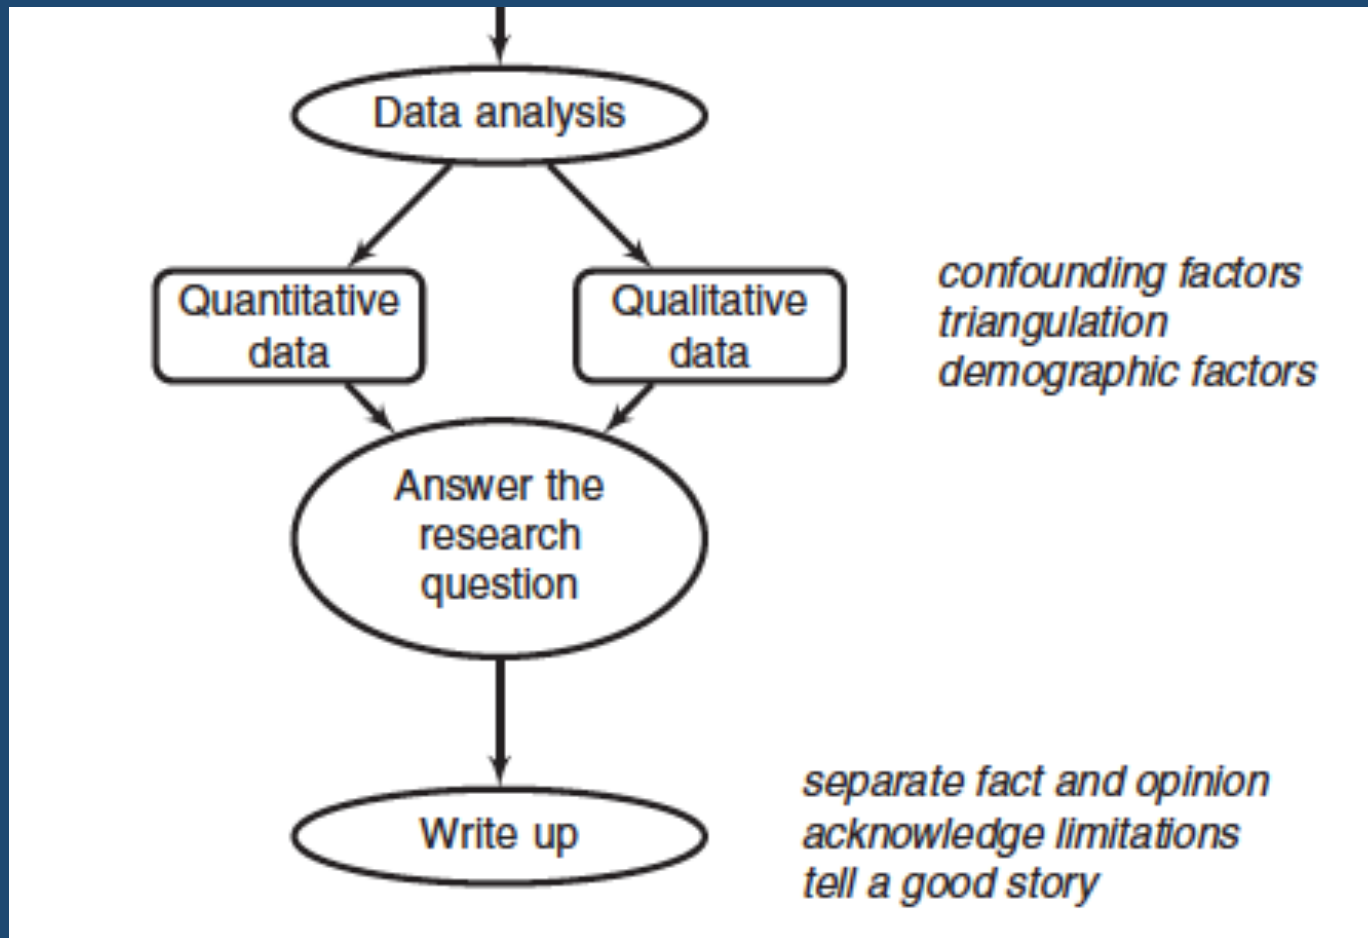 Data analysis
Quantitative
data
Qualitative
data
confounding factors
triangulation
demographic factors
Answer the
research
question
Write up
separate fact and opinion
acknowledge limitations
tell a good story